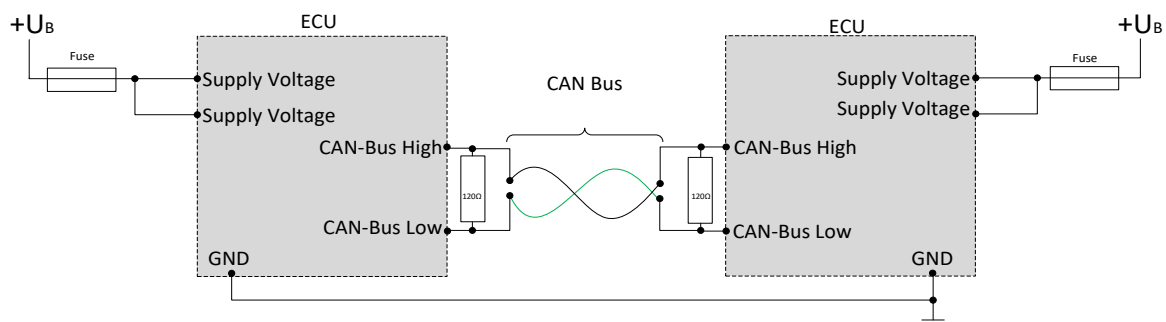 ECU
+UB
Fuse
Supply Voltage
Supply Voltage
CAN-Bus High
120Ω
CAN-Bus Low
GND
CAN Bus
ECU
+UB
Fuse
Supply Voltage
Supply Voltage
CAN-Bus High
120Ω
CAN-Bus Low
GND